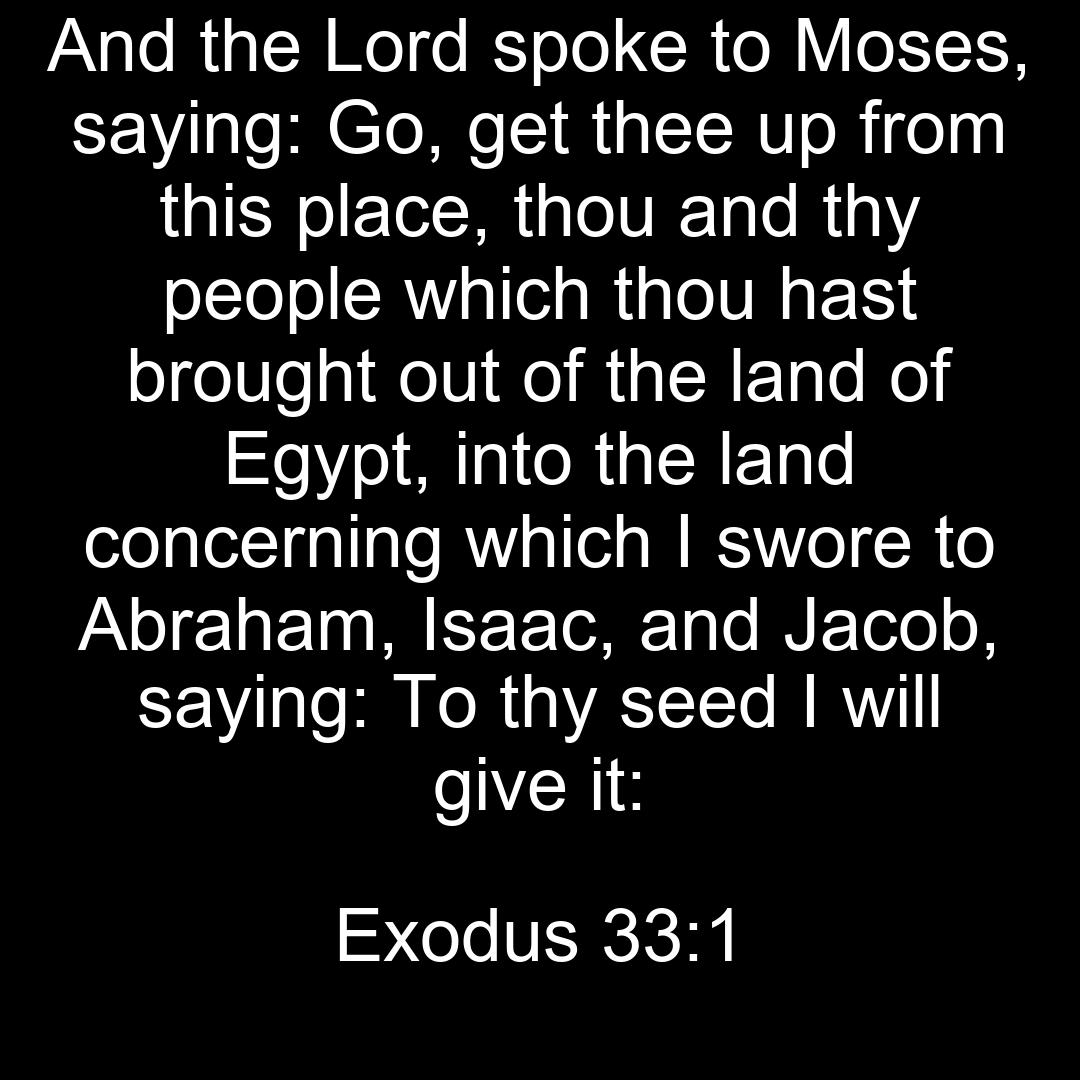 And the Lord spoke to Moses,
saying: Go, get thee up from
this place, thou and thy
people which thou hast
brought out of the land of
Egypt, into the land
concerning which I swore to
Abraham, Isaac, and Jacob,
saying: To thy seed I will
give it:
Exodus 33:1